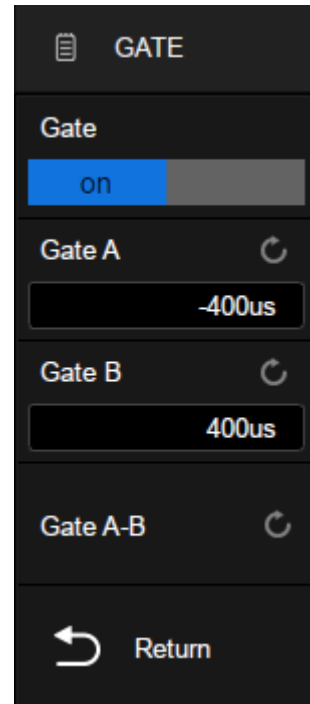 GATE
Gate
on
Gate A
-400us
Gate B
400us
Gate A-B
Return